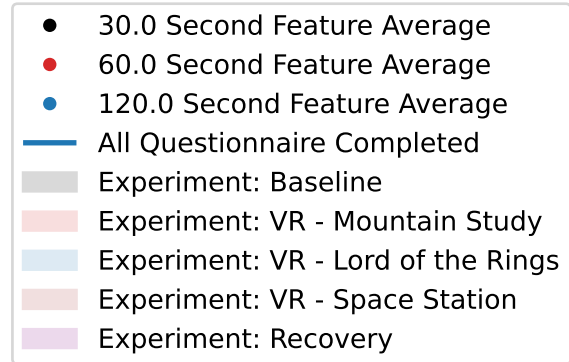 30.0 Second Feature Average
60.0 Second Feature Average
120.0 Second Feature Average
All Questionnaire Completed
Experiment: Baseline
Experiment: VR - Mountain Study
Experiment: VR - Lord of the Rings
Experiment: VR - Space Station
Experiment: Recovery